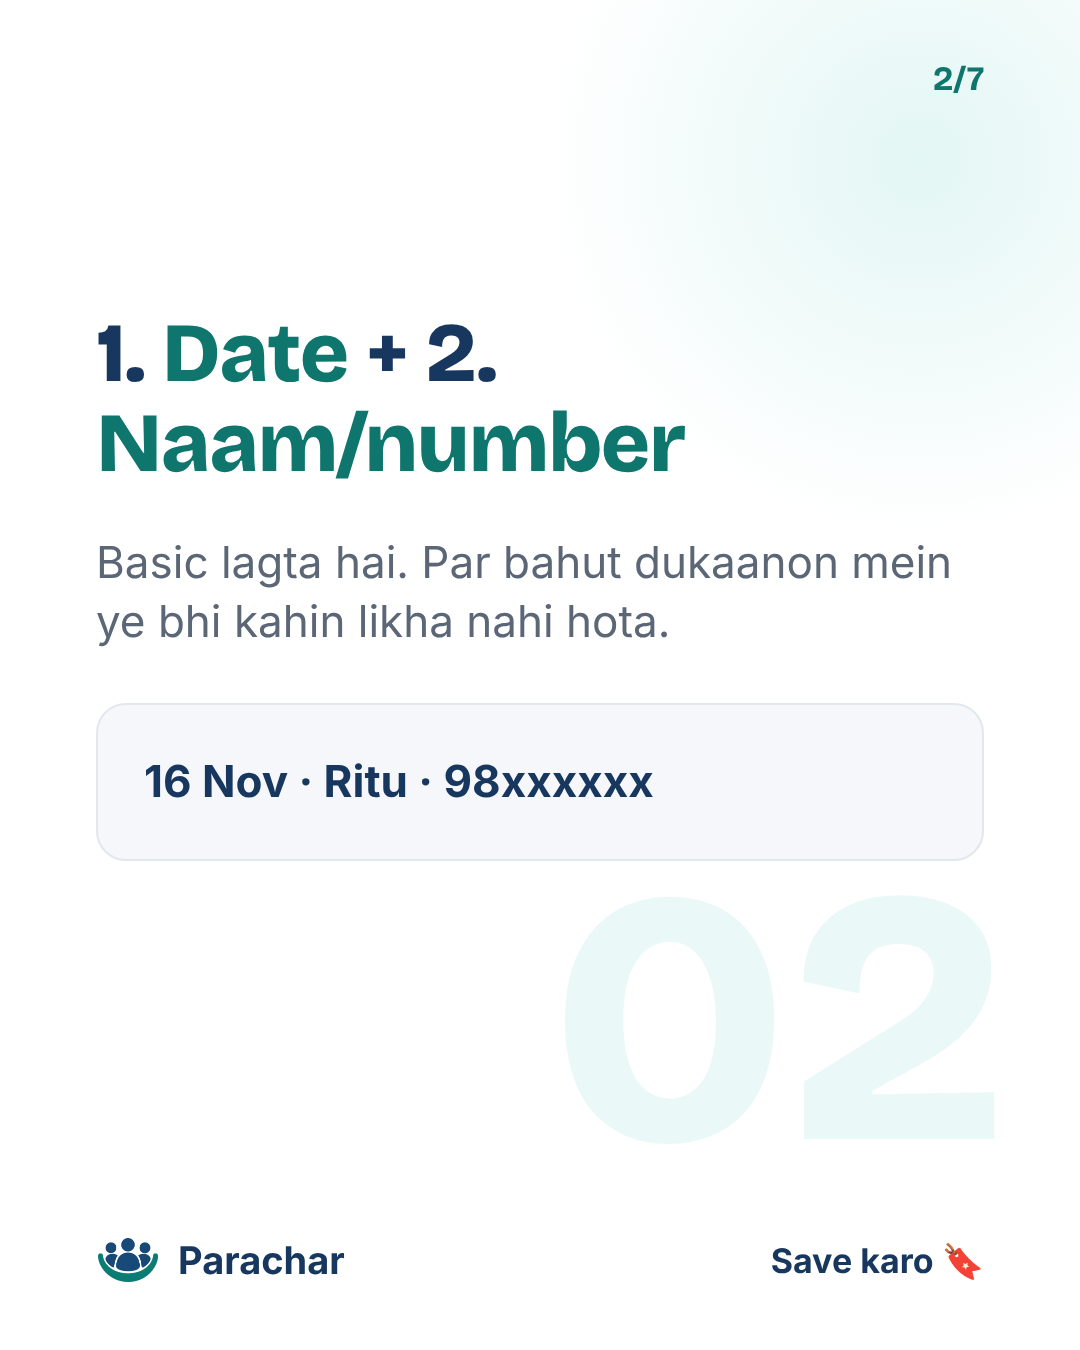 2/7
1. Date + 2.
Naam/number
Basic lagta hai. Par bahut dukaanon mein
ye bhi kahin likha nahi hota.
16 Nov · Ritu · 98xxxxxx
02
Parachar
Save karo 🔖